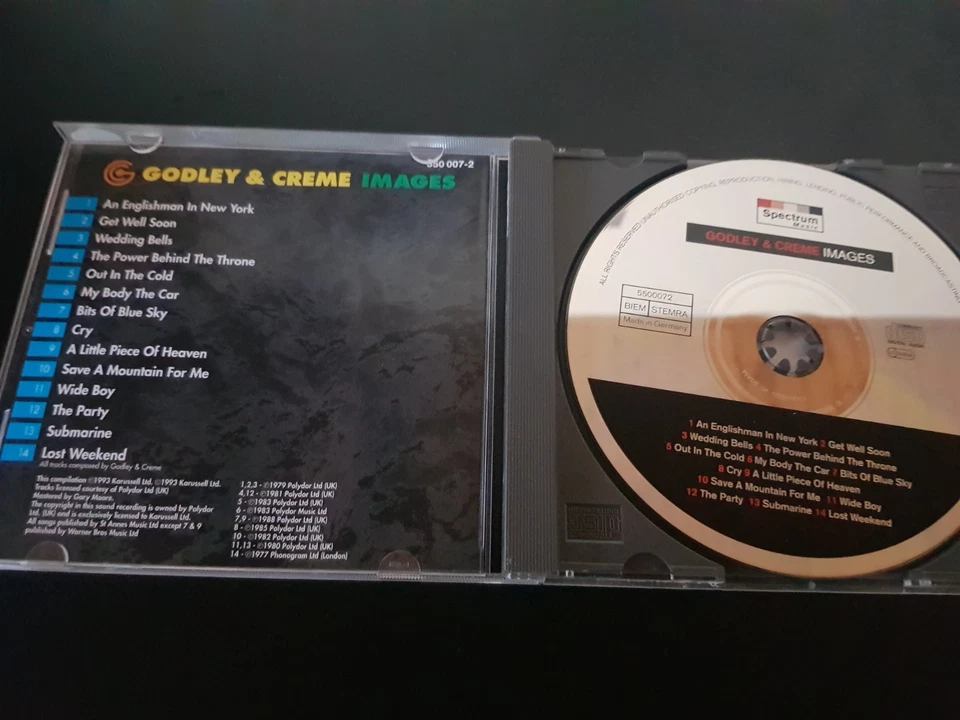 550 007-2
GODLEY & CREME IMAGES
1 An Englishman In New York
2 Get Well Soon
3 Wedding Bells
4 The Power Behind The Throne
5 Out In The Cold
6 My Body The Car
7 Bits Of Blue Sky
8 Cry
9 A Little Piece Of Heaven
10 Save A Mountain For Me
11 Wide Boy
12 The Party
13 Submarine
14 Lost Weekend
All tracks composed by Godley & Creme
This compilation ℗1993 Karussell Ltd. ©1993 Karussell Ltd.
Tracks licensed courtesy of Polydor Ltd (UK)
Mastered by Gary Moore.
The copyright in this sound recording is owned by Polydor
Ltd. (UK) and is exclusively licensed to Karussell Ltd.
All songs published by St Annes Music Ltd except 7 & 9
published by Warner Bros Music Ltd
1,2,3 - ℗1979 Polydor Ltd (UK)
4,12 - ℗1981 Polydor Ltd (UK)
5 - ℗1983 Polydor Ltd (UK)
6 - ℗1983 Polydor Music Ltd
7,9 - ℗1988 Polydor Ltd (UK)
8 - ℗1985 Polydor Ltd (UK)
10 - ℗1982 Polydor Ltd (UK)
11,13 - ℗1980 Polydor Ltd (UK)
14 - ℗1977 Phonogram Ltd (London)
ALL RIGHTS RESERVED UNAUTHORISED COPYING, REPRODUCTION, HIRING, LENDING, PUBLIC PERFORMANCE AND BROADCASTING
Spectrum
Music
GODLEY & CREME IMAGES
5500072
BIEM STEMRA
Made in Germany
1 An Englishman In New York 2 Get Well Soon
3 Wedding Bells 4 The Power Behind The Throne
5 Out In The Cold 6 My Body The Car 7 Bits Of Blue Sky
8 Cry 9 A Little Piece Of Heaven
10 Save A Mountain For Me 11 Wide Boy
12 The Party 13 Submarine 14 Lost Weekend